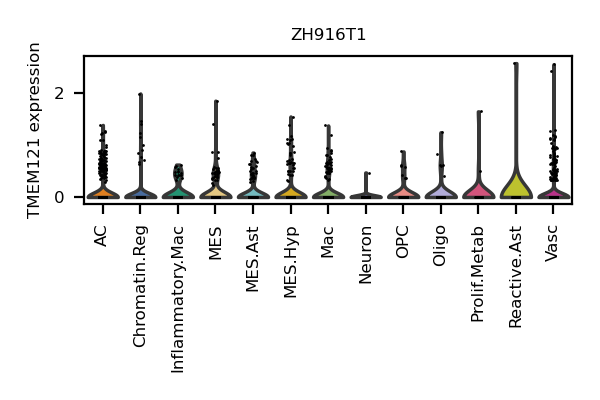 ZH916T1
TMEM121 expression
2
0
AC
Chromatin.Reg
Inflammatory.Mac
MES
MES.Ast
MES.Hyp
Mac
Neuron
OPC
Oligo
Prolif.Metab
Reactive.Ast
Vasc